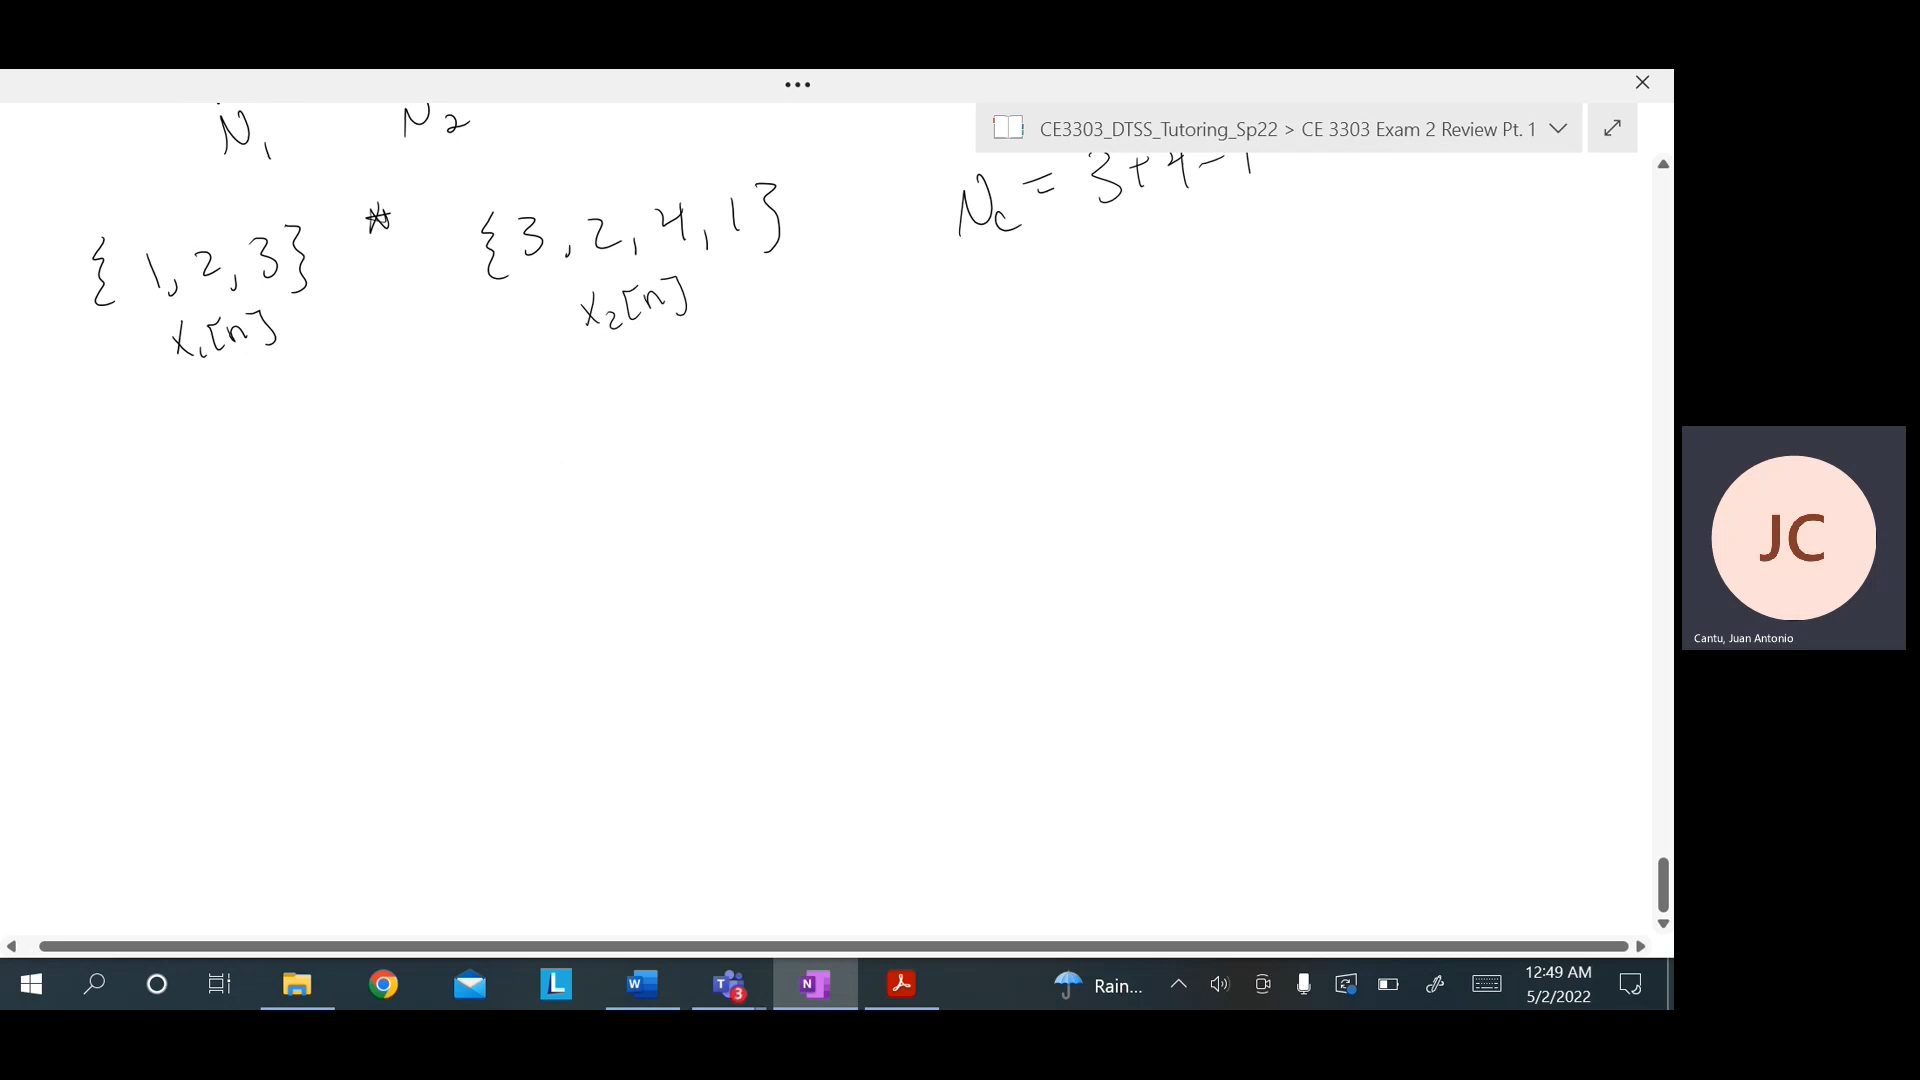 •••
N1 N2
CE3303_DTSS_Tutoring_Sp22 > CE 3303 Exam 2 Review Pt. 1
Nc = 3+4-1
{ 1, 2, 3} * {3, 2, 4, 1}
x1[n] x2[n]
JC
Cantu, Juan Antonio
L W T 3 N Rain... 12:49 AM
5/2/2022